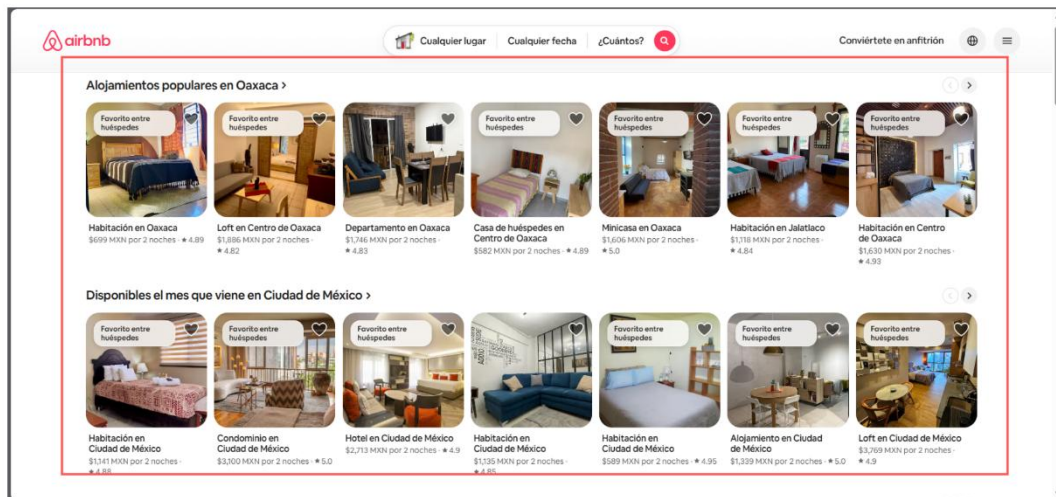 airbnb
Cualquier lugar
Cualquier fecha
¿Cuántos?
Conviértete en anfitrión
Alojamientos populares en Oaxaca >
Favorito entre
huéspedes
Favorito entre
huéspedes
Favorito entre
huéspedes
Favorito entre
huéspedes
Favorito entre
huéspedes
Favorito entre
huéspedes
Habitación en Oaxaca
$699 MXN por 2 noches · ★ 4.89
Loft en Centro de Oaxaca
$1,886 MXN por 2 noches ·
★ 4.82
Departamento en Oaxaca
$1,746 MXN por 2 noches ·
★ 4.83
Casa de huéspedes en
Centro de Oaxaca
$582 MXN por 2 noches · ★ 4.89
Minicasa en Oaxaca
$1,606 MXN por 2 noches ·
★ 5.0
Habitación en Jalatlaco
$1,118 MXN por 2 noches ·
★ 4.84
Habitación en Centro
de Oaxaca
$1,630 MXN por 2 noches ·
★ 4.93
Disponibles el mes que viene en Ciudad de México >
Favorito entre
huéspedes
Favorito entre
huéspedes
Favorito entre
huéspedes
Favorito entre
huéspedes
Favorito entre
huéspedes
Favorito entre
huéspedes
Habitación en
Ciudad de México
$1,141 MXN por 2 noches ·
★ 4.88
Condominio en
Ciudad de México
$3,100 MXN por 2 noches · ★ 5.0
Hotel en Ciudad de México
$2,713 MXN por 2 noches · ★ 4.9
Habitación en
Ciudad de México
$1,135 MXN por 2 noches ·
★ 4.85
Habitación en
Ciudad de México
$589 MXN por 2 noches · ★ 4.95
Alojamiento en Ciudad
de México
$1,339 MXN por 2 noches · ★ 5.0
Loft en Ciudad de México
$3,769 MXN por 2 noches ·
★ 4.9